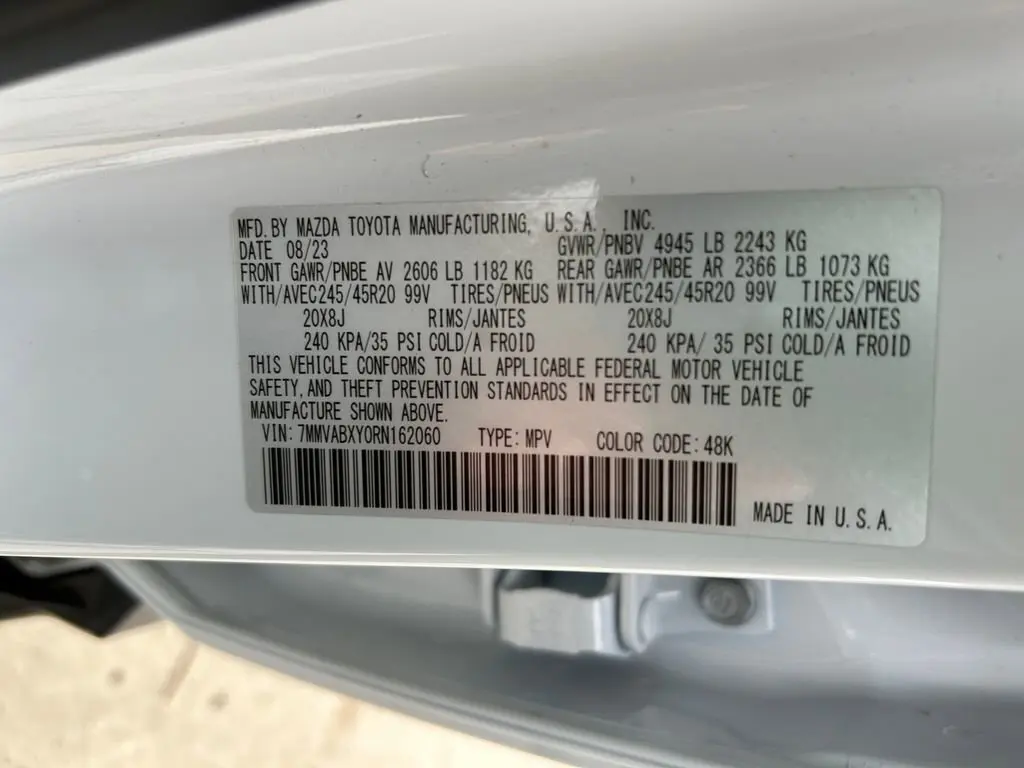 MFD. BY MAZDA TOYOTA MANUFACTURING, U.S.A., INC.
DATE 08/23 GVWR/PNBV 4945 LB 2243 KG
FRONT GAWR/PNBE AV 2606 LB 1182 KG REAR GAWR/PNBE AR 2366 LB 1073 KG
WITH/AVEC245/45R20 99V TIRES/PNEUS WITH/AVEC245/45R20 99V TIRES/PNEUS
20X8J RIMS/JANTES 20X8J RIMS/JANTES
240 KPA/35 PSI COLD/A FROID 240 KPA/ 35 PSI COLD/A FROID
THIS VEHICLE CONFORMS TO ALL APPLICABLE FEDERAL MOTOR VEHICLE
SAFETY, AND THEFT PREVENTION STANDARDS IN EFFECT ON THE DATE OF
MANUFACTURE SHOWN ABOVE.
VIN: 7MMVABXY0RN162060 TYPE: MPV COLOR CODE: 48K
MADE IN U.S.A.